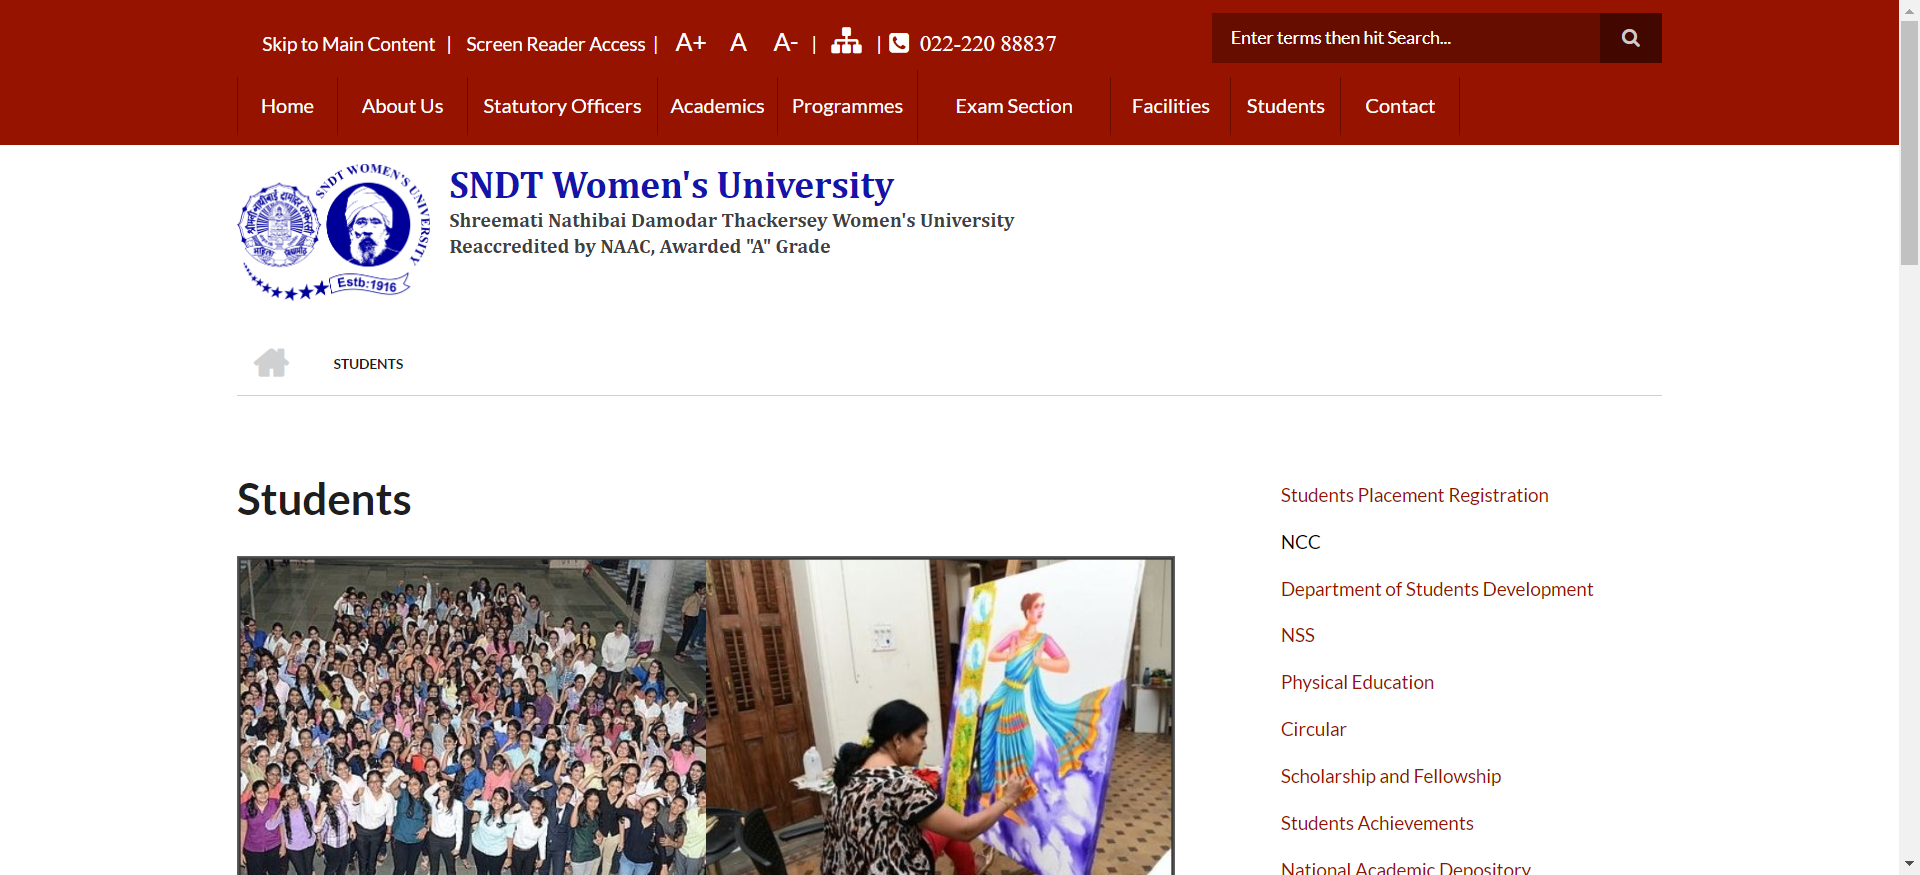 Skip to Main Content | Screen Reader Access | A+ A A- | | 022-220 88837
Enter terms then hit Search...
Home About Us Statutory Officers Academics Programmes Exam Section Facilities Students Contact
SNDT WOMEN'S UNIVERSITY
Estb:1916
SNDT Women's University
Shreemati Nathibai Damodar Thackersey Women's University
Reaccredited by NAAC, Awarded "A" Grade
STUDENTS
Students
Students Placement Registration
NCC
Department of Students Development
NSS
Physical Education
Circular
Scholarship and Fellowship
Students Achievements
National Academic Depository